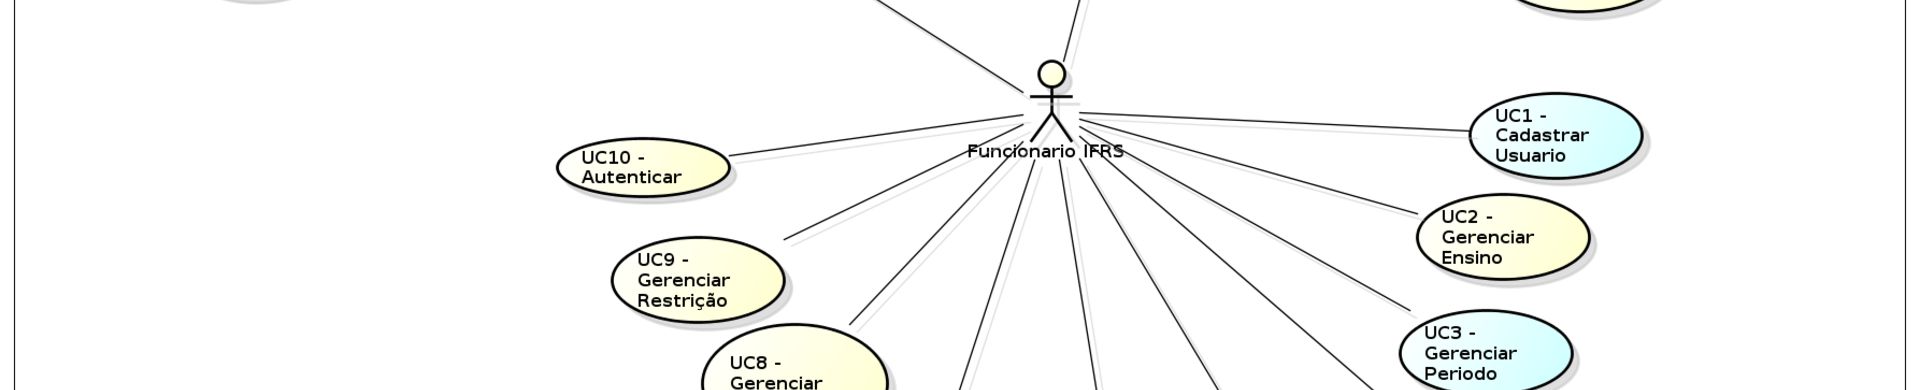 Funcionario IFRS
UC1 -
Cadastrar
Usuario
UC10 -
Autenticar
UC2 -
Gerenciar
Ensino
UC9 -
Gerenciar
Restrição
UC3 -
Gerenciar
Periodo
UC8 -
Gerenciar